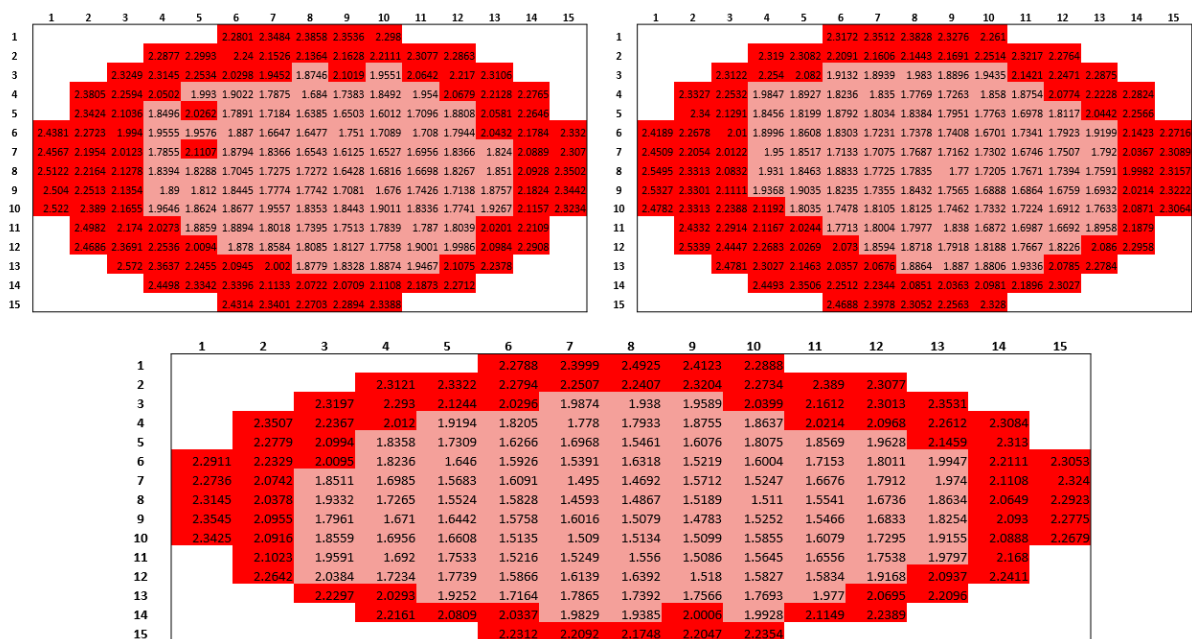 1 2 3 4 5 6 7 8 9 10 11 12 13 14 15
1 2.2801 2.3484 2.3858 2.3536 2.298
2 2.2877 2.2993 2.24 2.1526 2.1364 2.1628 2.2111 2.3077 2.2863
3 2.3249 2.3145 2.2534 2.0298 1.9452 1.8746 2.1019 1.9551 2.0642 2.217 2.3106
4 2.3805 2.2594 2.0502 1.993 1.9022 1.7875 1.684 1.7383 1.8492 1.954 2.0679 2.2128 2.2765
5 2.3424 2.1036 1.8496 2.0262 1.7891 1.7184 1.6385 1.6503 1.6012 1.7096 1.8808 2.0581 2.2646
6 2.4381 2.2723 1.994 1.9555 1.9576 1.887 1.6647 1.6477 1.751 1.7089 1.708 1.7944 2.0432 2.1784 2.332
7 2.4567 2.1954 2.0123 1.7855 2.1107 1.8794 1.8366 1.6543 1.6125 1.6527 1.6956 1.8366 1.824 2.0889 2.307
8 2.5122 2.2164 2.1278 1.8394 1.8288 1.7045 1.7275 1.7272 1.6428 1.6816 1.6698 1.8267 1.851 2.0928 2.3502
9 2.504 2.2513 2.1354 1.89 1.812 1.8445 1.7774 1.7742 1.7081 1.676 1.7426 1.7138 1.8757 2.1824 2.3442
10 2.522 2.389 2.1655 1.9646 1.8624 1.8677 1.9557 1.8353 1.8443 1.9011 1.8336 1.7741 1.9267 2.1157 2.3234
11 2.4982 2.174 2.0273 1.8859 1.8894 1.8018 1.7395 1.7513 1.7839 1.787 1.8039 2.0201 2.2109
12 2.4686 2.3691 2.2536 2.0094 1.878 1.8584 1.8085 1.8127 1.7758 1.9001 1.9986 2.0984 2.2908
13 2.572 2.3637 2.2455 2.0945 2.002 1.8779 1.8328 1.8874 1.9467 2.1075 2.2378
14 2.4498 2.3342 2.3396 2.1133 2.0722 2.0709 2.1108 2.1873 2.2712
15 2.4314 2.3401 2.2703 2.2894 2.3388
1 2 3 4 5 6 7 8 9 10 11 12 13 14 15
1 2.3172 2.3512 2.3828 2.3276 2.261
2 2.319 2.3082 2.2091 2.1606 2.1443 2.1691 2.2514 2.3217 2.2764
3 2.3122 2.254 2.082 1.9132 1.8939 1.983 1.8896 1.9435 2.1421 2.2471 2.2875
4 2.3327 2.2532 1.9847 1.8927 1.8236 1.835 1.7769 1.7263 1.858 1.8754 2.0774 2.2228 2.2824
5 2.34 2.1291 1.8456 1.8199 1.8792 1.8034 1.8384 1.7951 1.7763 1.6978 1.8117 2.0442 2.2566
6 2.4189 2.2678 2.01 1.8996 1.8608 1.8303 1.7231 1.7378 1.7408 1.6701 1.7341 1.7923 1.9199 2.1423 2.2716
7 2.4509 2.2054 2.0122 1.95 1.8517 1.7133 1.7075 1.7687 1.7162 1.7302 1.6746 1.7507 1.792 2.0367 2.3089
8 2.5495 2.3313 2.0832 1.931 1.8463 1.8833 1.7725 1.7835 1.77 1.7205 1.7671 1.7394 1.7591 1.9982 2.3157
9 2.5327 2.3301 2.1111 1.9368 1.9035 1.8235 1.7355 1.8432 1.7565 1.6888 1.6864 1.6759 1.6932 2.0214 2.3222
10 2.4782 2.3313 2.2388 2.1192 1.8035 1.7478 1.8105 1.8125 1.7462 1.7332 1.7224 1.6912 1.7633 2.0871 2.3064
11 2.4332 2.2914 2.1167 2.0244 1.7713 1.8004 1.7977 1.838 1.6872 1.6987 1.6692 1.8958 2.1879
12 2.5339 2.4447 2.2683 2.0269 2.073 1.8594 1.8718 1.7918 1.8188 1.7667 1.8226 2.086 2.2958
13 2.4781 2.3027 2.1463 2.0357 2.0676 1.8864 1.887 1.8806 1.9336 2.0785 2.2784
14 2.4493 2.3506 2.2512 2.2344 2.0851 2.0363 2.0981 2.1896 2.3027
15 2.4688 2.3978 2.3052 2.2563 2.328
1 2 3 4 5 6 7 8 9 10 11 12 13 14 15
1 2.2788 2.3999 2.4925 2.4123 2.2888
2 2.3121 2.3322 2.2794 2.2507 2.2407 2.3204 2.2734 2.389 2.3077
3 2.3197 2.293 2.1244 2.0296 1.9874 1.938 1.9589 2.0399 2.1612 2.3013 2.3531
4 2.3507 2.2367 2.012 1.9194 1.8205 1.778 1.7933 1.8755 1.8637 2.0214 2.0968 2.2612 2.3084
5 2.2779 2.0994 1.8358 1.7309 1.6266 1.6968 1.5461 1.6076 1.8075 1.8569 1.9628 2.1459 2.313
6 2.2911 2.2329 2.0095 1.8236 1.646 1.5926 1.5391 1.6318 1.5219 1.6004 1.7153 1.8011 1.9947 2.2111 2.3053
7 2.2736 2.0742 1.8511 1.6985 1.5683 1.6091 1.495 1.4692 1.5712 1.5247 1.6676 1.7912 1.974 2.1108 2.324
8 2.3145 2.0378 1.9332 1.7265 1.5524 1.5828 1.4593 1.4867 1.5189 1.511 1.5541 1.6736 1.8634 2.0649 2.2923
9 2.3545 2.0955 1.7961 1.671 1.6442 1.5758 1.6016 1.5079 1.4783 1.5252 1.5466 1.6833 1.8254 2.093 2.2775
10 2.3425 2.0916 1.8559 1.6956 1.6608 1.5135 1.509 1.5134 1.5099 1.5855 1.6079 1.7295 1.9155 2.0888 2.2679
11 2.1023 1.9591 1.692 1.7533 1.5216 1.5249 1.556 1.5086 1.5645 1.6556 1.7538 1.9797 2.168
12 2.2642 2.0384 1.7234 1.7739 1.5866 1.6139 1.6392 1.518 1.5827 1.5834 1.9168 2.0937 2.2411
13 2.2297 2.0293 1.9252 1.7164 1.7865 1.7392 1.7566 1.7693 1.977 2.0695 2.2096
14 2.2161 2.0809 2.0337 1.9829 1.9385 2.0006 1.9928 2.1149 2.2389
15 2.2312 2.2092 2.1748 2.2047 2.2354